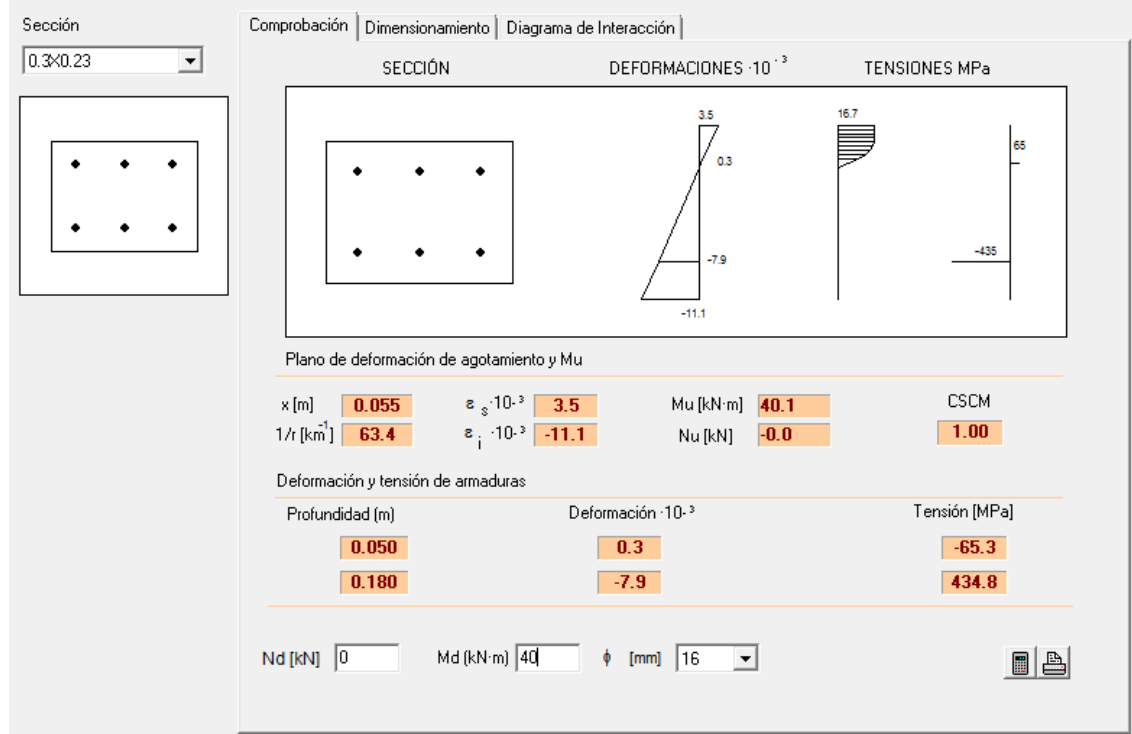 Sección
0.3X0.23
Comprobación Dimensionamiento Diagrama de Interacción
SECCIÓN DEFORMACIONES ·10⁻³ TENSIONES MPa
3.5 16.7
0.3 65
-7.9 -435
-11.1
Plano de deformación de agotamiento y Mu
x [m] 0.055 ε s ·10-³ 3.5 Mu [kN·m] 40.1 CSCM
1/r [km-1] 63.4 ε i ·10-³ -11.1 Nu [kN] -0.0 1.00
Deformación y tensión de armaduras
Profundidad (m) Deformación ·10-³ Tensión [MPa]
0.050 0.3 -65.3
0.180 -7.9 434.8
Nd [kN] 0 Md (kN·m) 40 ϕ [mm] 16